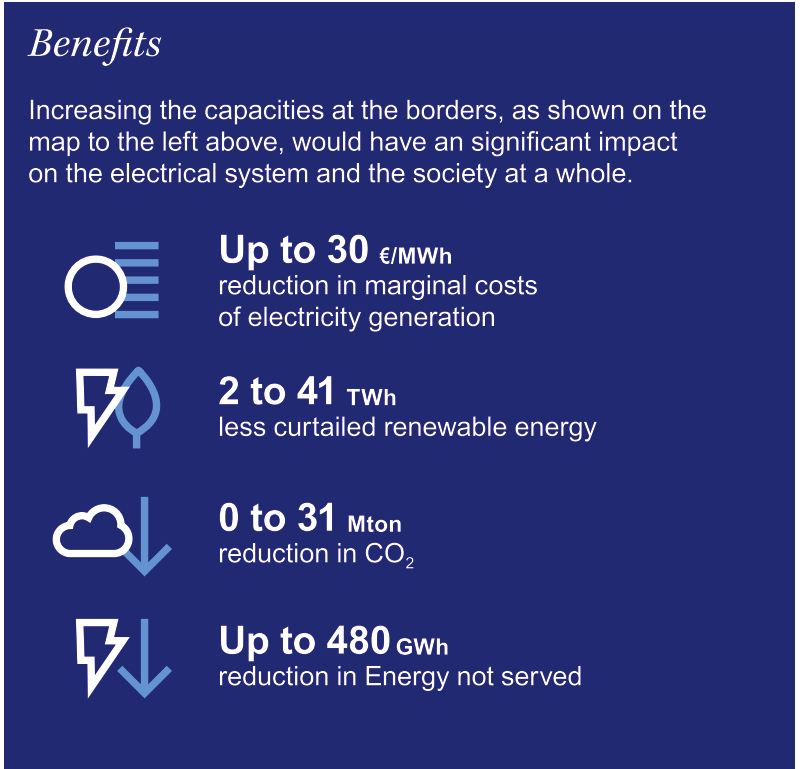 Benefits
Increasing the capacities at the borders, as shown on the
map to the left above, would have an significant impact
on the electrical system and the society at a whole.
Up to 30 €/MWh
reduction in marginal costs
of electricity generation
2 to 41 TWh
less curtailed renewable energy
0 to 31 Mton
reduction in CO₂
Up to 480 GWh
reduction in Energy not served